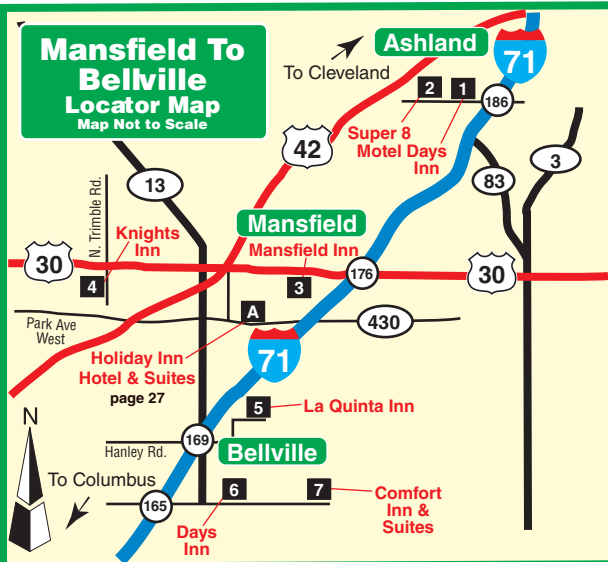 Mansfield To
Bellville
Locator Map
Map Not to Scale
To Cleveland
Ashland
71
2
1
186
Super 8
Motel Days
Inn
42
3
13
83
N. Trimble Rd.
Knights
Inn
Mansfield
Mansfield Inn
30
4
3
176
30
Park Ave
West
A
430
Holiday Inn
Hotel & Suites
page 27
71
N
5
La Quinta Inn
169
Hanley Rd.
Bellville
To Columbus
165
6
7
Days
Inn
Comfort
Inn &
Suites